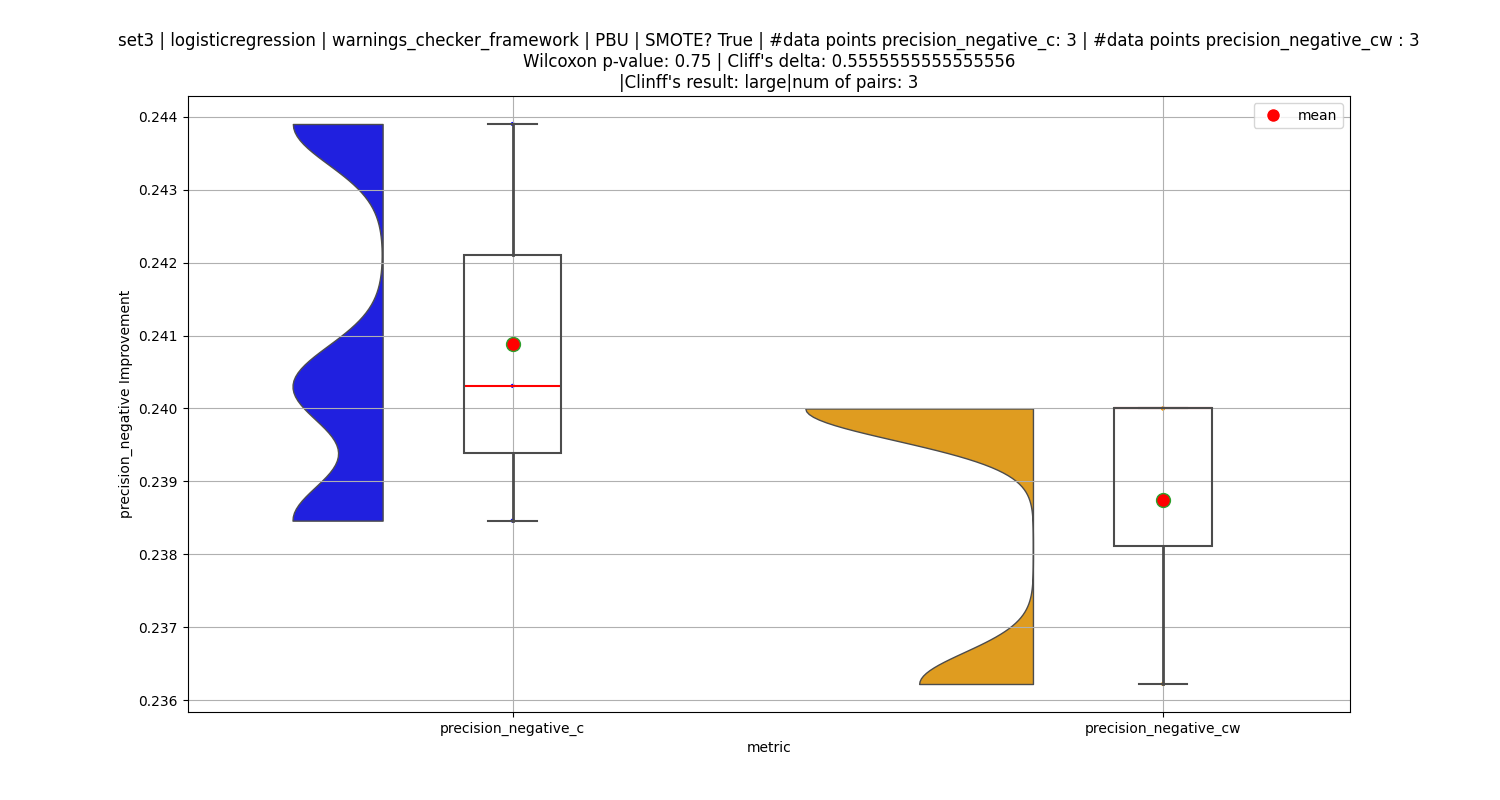 set3 | logisticregression | warnings_checker_framework | PBU | SMOTE? True | #data points precision_negative_c: 3 | #data points precision_negative_cw : 3
Wilcoxon p-value: 0.75 | Cliff's delta: 0.5555555555555556
|Clinff's result: large|num of pairs: 3
mean
0.244
0.243
0.242
0.241
0.240
0.239
0.238
0.237
0.236
precision_negative Improvement
precision_negative_c
precision_negative_cw
metric